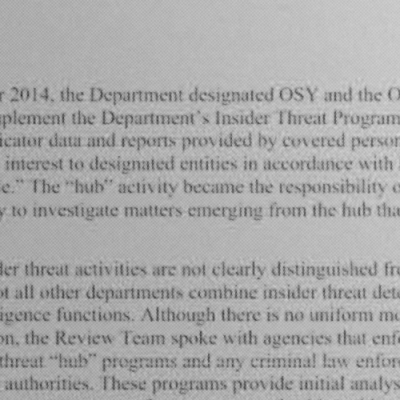 r 2014, the Department designated OSY and the O
plement the Department's Insider Threat Program
icator data and reports provided by covered person
interest to designated entities in accordance with
e." The "hub" activity became the responsibility o
y to investigate matters emerging from the hub tha
der threat activities are not clearly distinguished fr
ot all other departments combine insider threat dete
igence functions. Although there is no uniform mo
on, the Review Team spoke with agencies that enfo
threat "hub" programs and any criminal law enfor
authorities. These programs provide initial analys